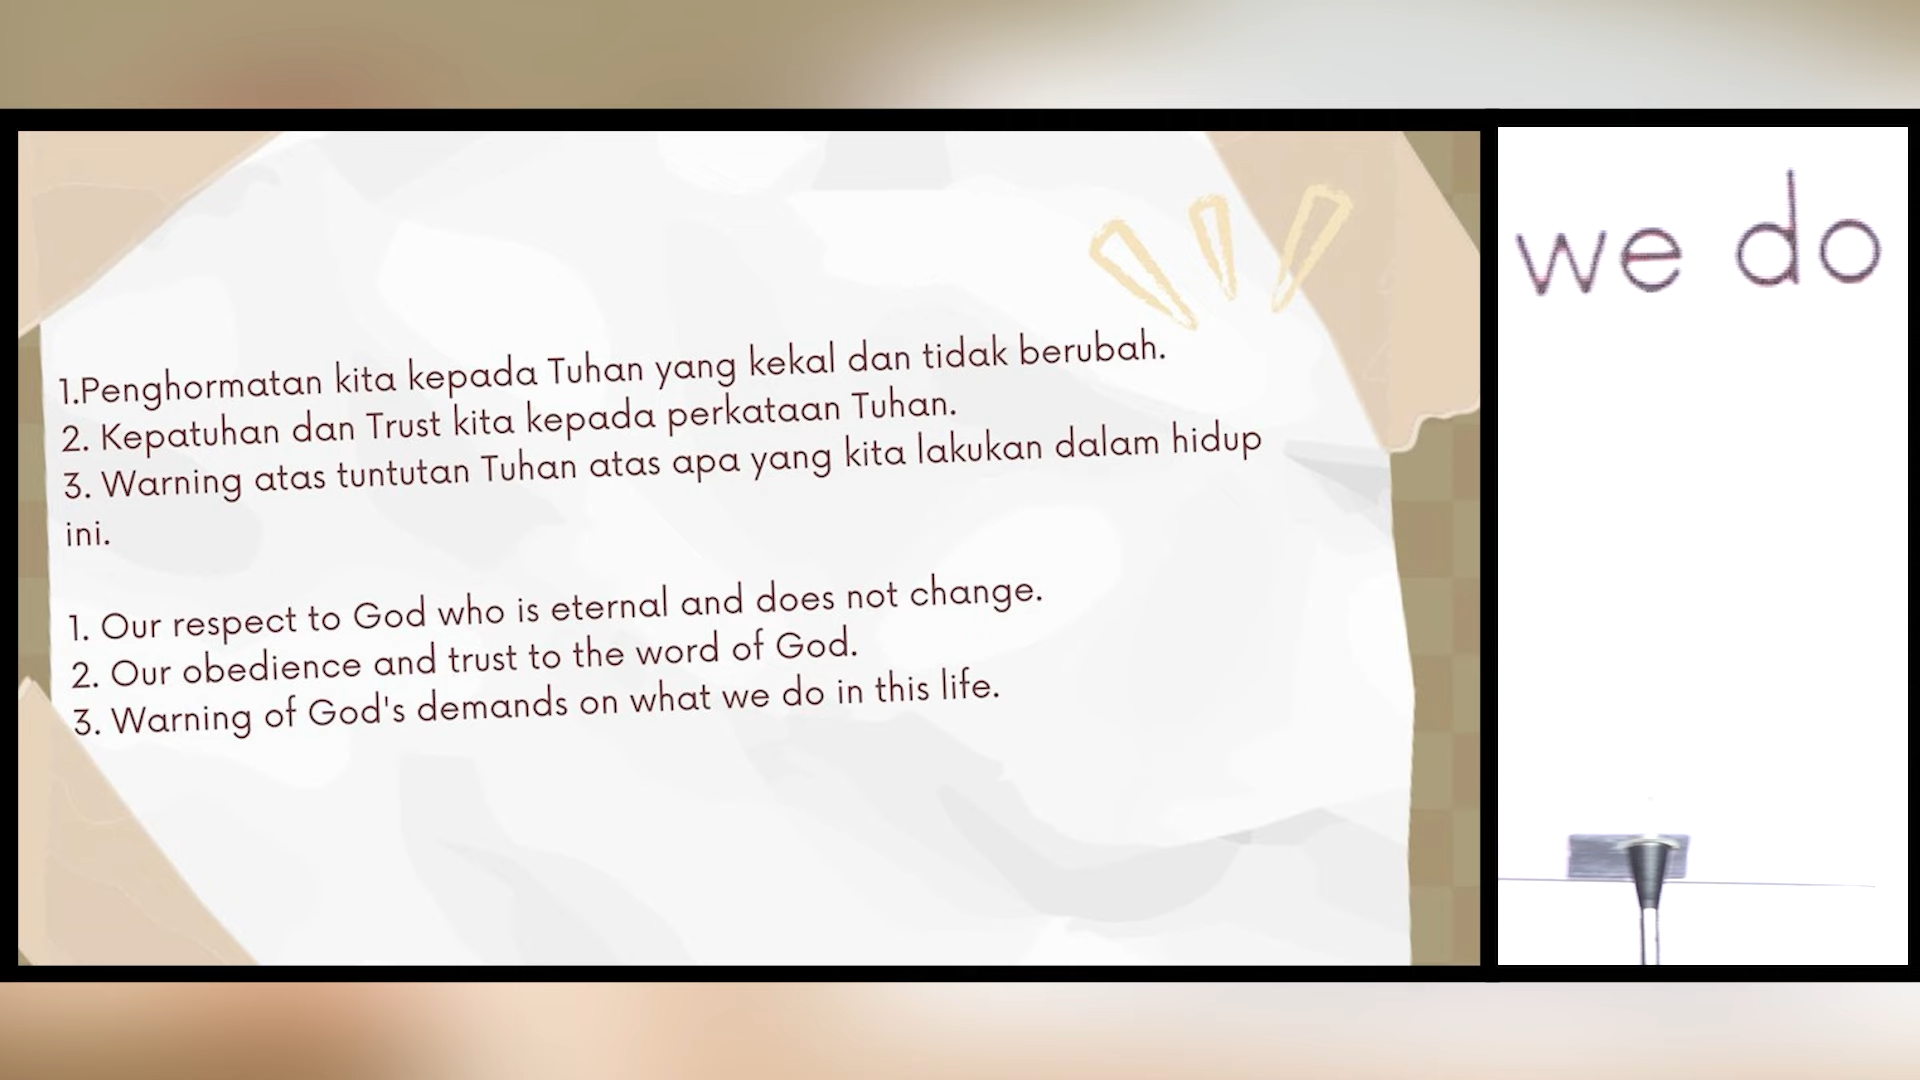 1.Penghormatan kita kepada Tuhan yang kekal dan tidak berubah.
2. Kepatuhan dan Trust kita kepada perkataan Tuhan.
3. Warning atas tuntutan Tuhan atas apa yang kita lakukan dalam hidup
ini.
1. Our respect to God who is eternal and does not change.
2. Our obedience and trust to the word of God.
3. Warning of God's demands on what we do in this life.
we do